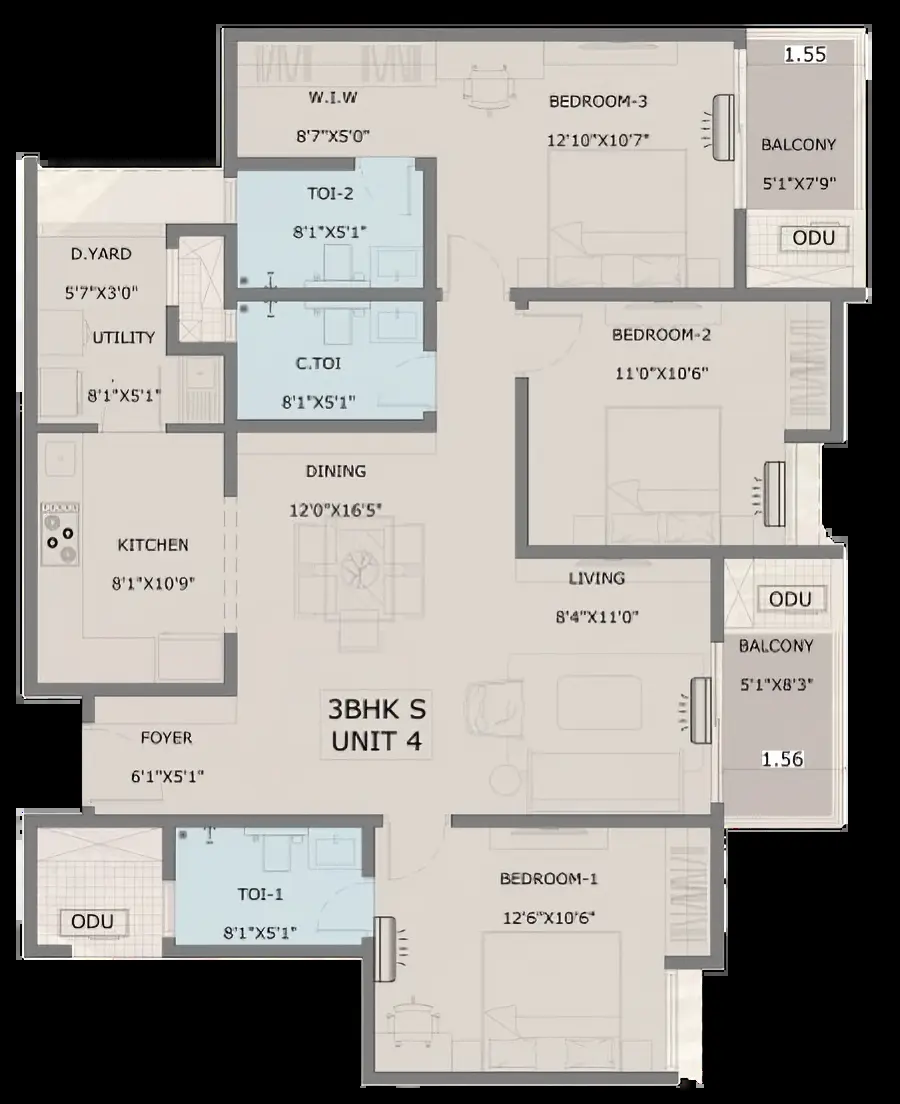 1.55
W.I.W
8'7"X5'0"
BEDROOM-3
12'10"X10'7"
BALCONY
5'1"X7'9"
ODU
TOI-2
8'1"X5'1"
D.YARD
5'7"X3'0"
UTILITY
8'1"X5'1"
C.TOI
8'1"X5'1"
BEDROOM-2
11'0"X10'6"
DINING
12'0"X16'5"
KITCHEN
8'1"X10'9"
LIVING
8'4"X11'0"
ODU
BALCONY
5'1"X8'3"
1.56
3BHK S
UNIT 4
FOYER
6'1"X5'1"
TOI-1
8'1"X5'1"
ODU
BEDROOM-1
12'6"X10'6"